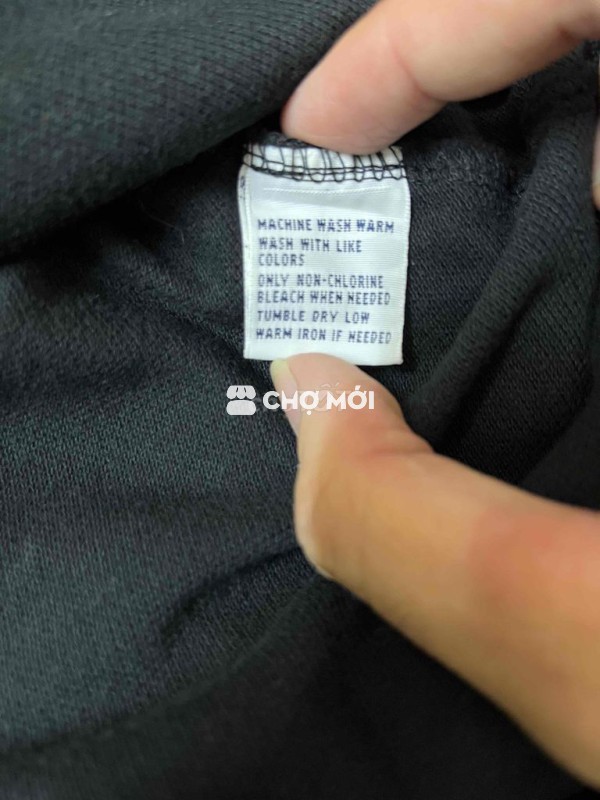 MACHINE WASH WARM
WASH WITH LIKE
COLORS
ONLY NON-CHLORINE
BLEACH WHEN NEEDED
TUMBLE DRY LOW
WARM IRON IF NEEDED
CHỢ MỚI